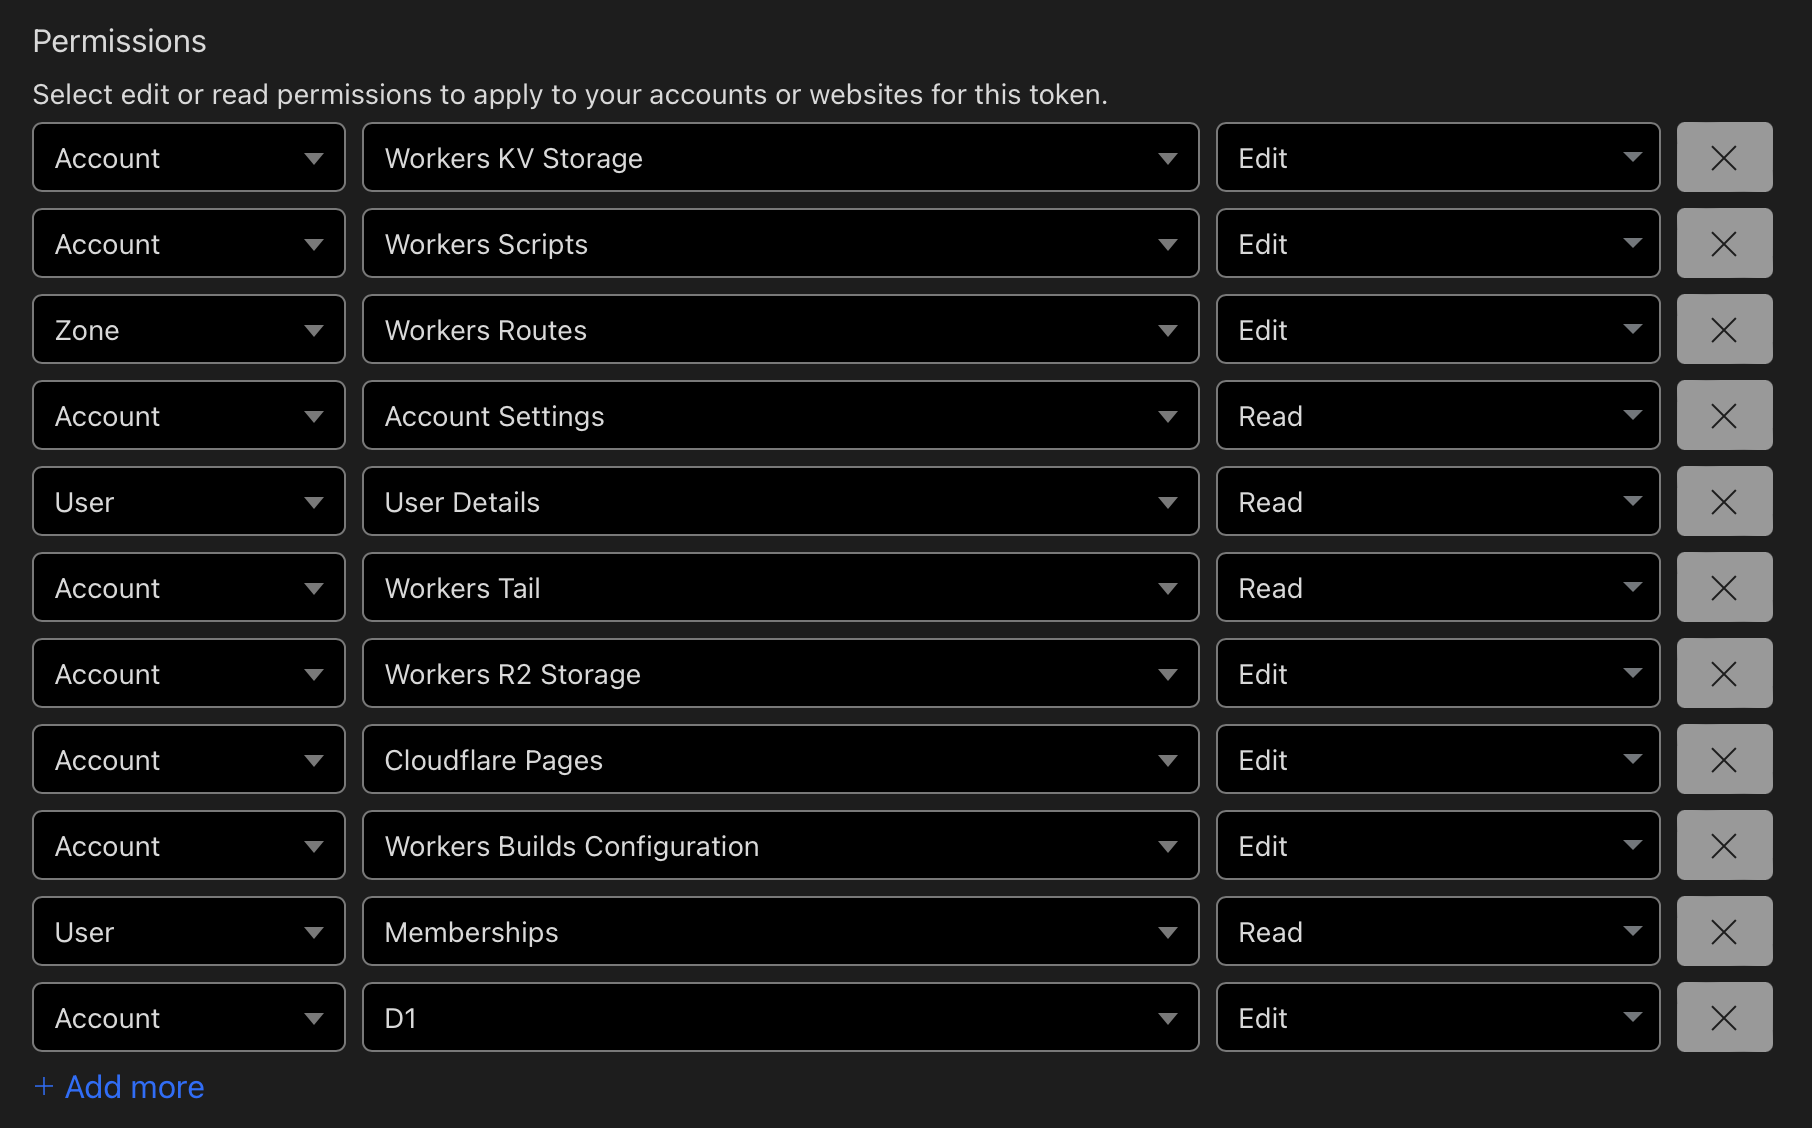 Permissions
Select edit or read permissions to apply to your accounts or websites for this token.
Account Workers KV Storage Edit
Account Workers Scripts Edit
Zone Workers Routes Edit
Account Account Settings Read
User User Details Read
Account Workers Tail Read
Account Workers R2 Storage Edit
Account Cloudflare Pages Edit
Account Workers Builds Configuration Edit
User Memberships Read
Account D1 Edit
+ Add more